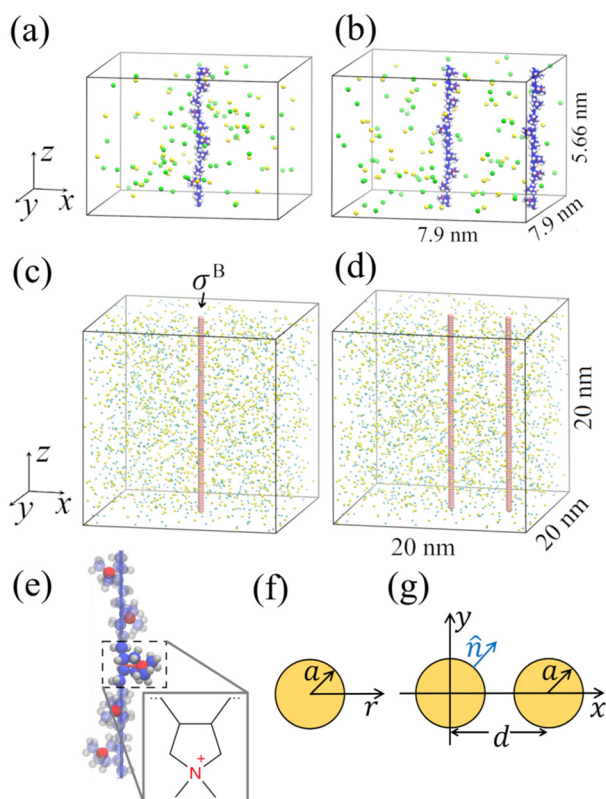 (a)
(b)
z
y
x
5.66 nm
7.9 nm
7.9 nm
(c)
σᴮ
(d)
z
y
x
20 nm
20 nm
20 nm
(e)
(f)
(g)
N
+
a
r
y
n̂
a
x
d